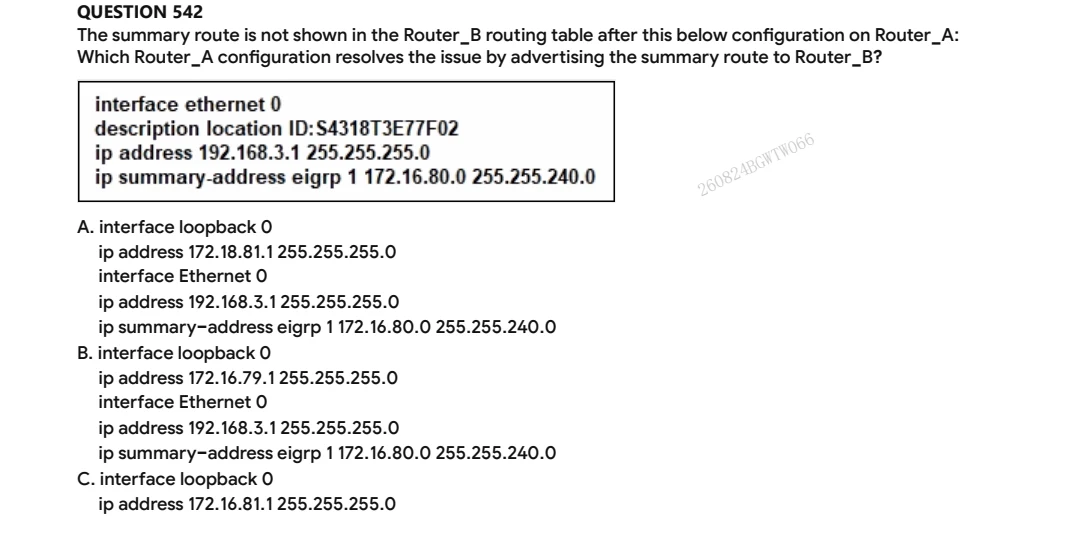 QUESTION 542
The summary route is not shown in the Router_B routing table after this below configuration on Router_A:
Which Router_A configuration resolves the issue by advertising the summary route to Router_B?
interface ethernet 0
description location ID:S4318T3E77F02
ip address 192.168.3.1 255.255.255.0
ip summary-address eigrp 1 172.16.80.0 255.255.240.0
260824BGWTW066
A. interface loopback 0
ip address 172.18.81.1 255.255.255.0
interface Ethernet 0
ip address 192.168.3.1 255.255.255.0
ip summary-address eigrp 1 172.16.80.0 255.255.240.0
B. interface loopback 0
ip address 172.16.79.1 255.255.255.0
interface Ethernet 0
ip address 192.168.3.1 255.255.255.0
ip summary-address eigrp 1 172.16.80.0 255.255.240.0
C. interface loopback 0
ip address 172.16.81.1 255.255.255.0